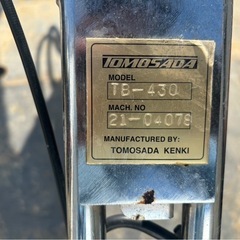 TOMOSADA
MODEL
TB-430
MACH. NO
21-04078
MANUFACTURED BY:
TOMOSADA KENKI